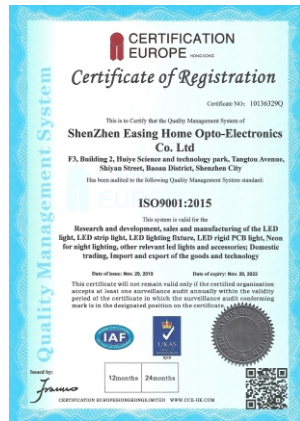 CERTIFICATION
EUROPE HONGKONG
Certificate of Registration
Certificate NO: 10136329Q
This is to Certify that the Quality Management System of
ShenZhen Easing Home Opto-Electronics
Co. Ltd
F3, Building 2, Huiye Science and technology park, Tangtou Avenue,
Shiyan Street, Baoan District, Shenzhen City
Has been audited to the following Quality Management System standard:
ISO9001:2015
This system is valid for the
Research and development, sales and manufacturing of the LED
light, LED strip light, LED lighting fixture, LED rigid PCB light, Neon
for night lighting, other relevant led lights and accessories; Domestic
trading, Import and export of the goods and technology
Date of issue: Nov. 29, 2019 Date of expiry: Nov. 28, 2022
This certificate will not remain valid only if the certified organisation
accepts at least one surveillance audit annually within the validity
period of the certificate in which the surveillance audit conforming
mark is in the designated position on the certificate.
IAF
UKAS
Issued by:
12months 24months
CERTIFICATION EUROPEHONGKONGLIMITED WWW.CCE-HK.COM
Quality Management System